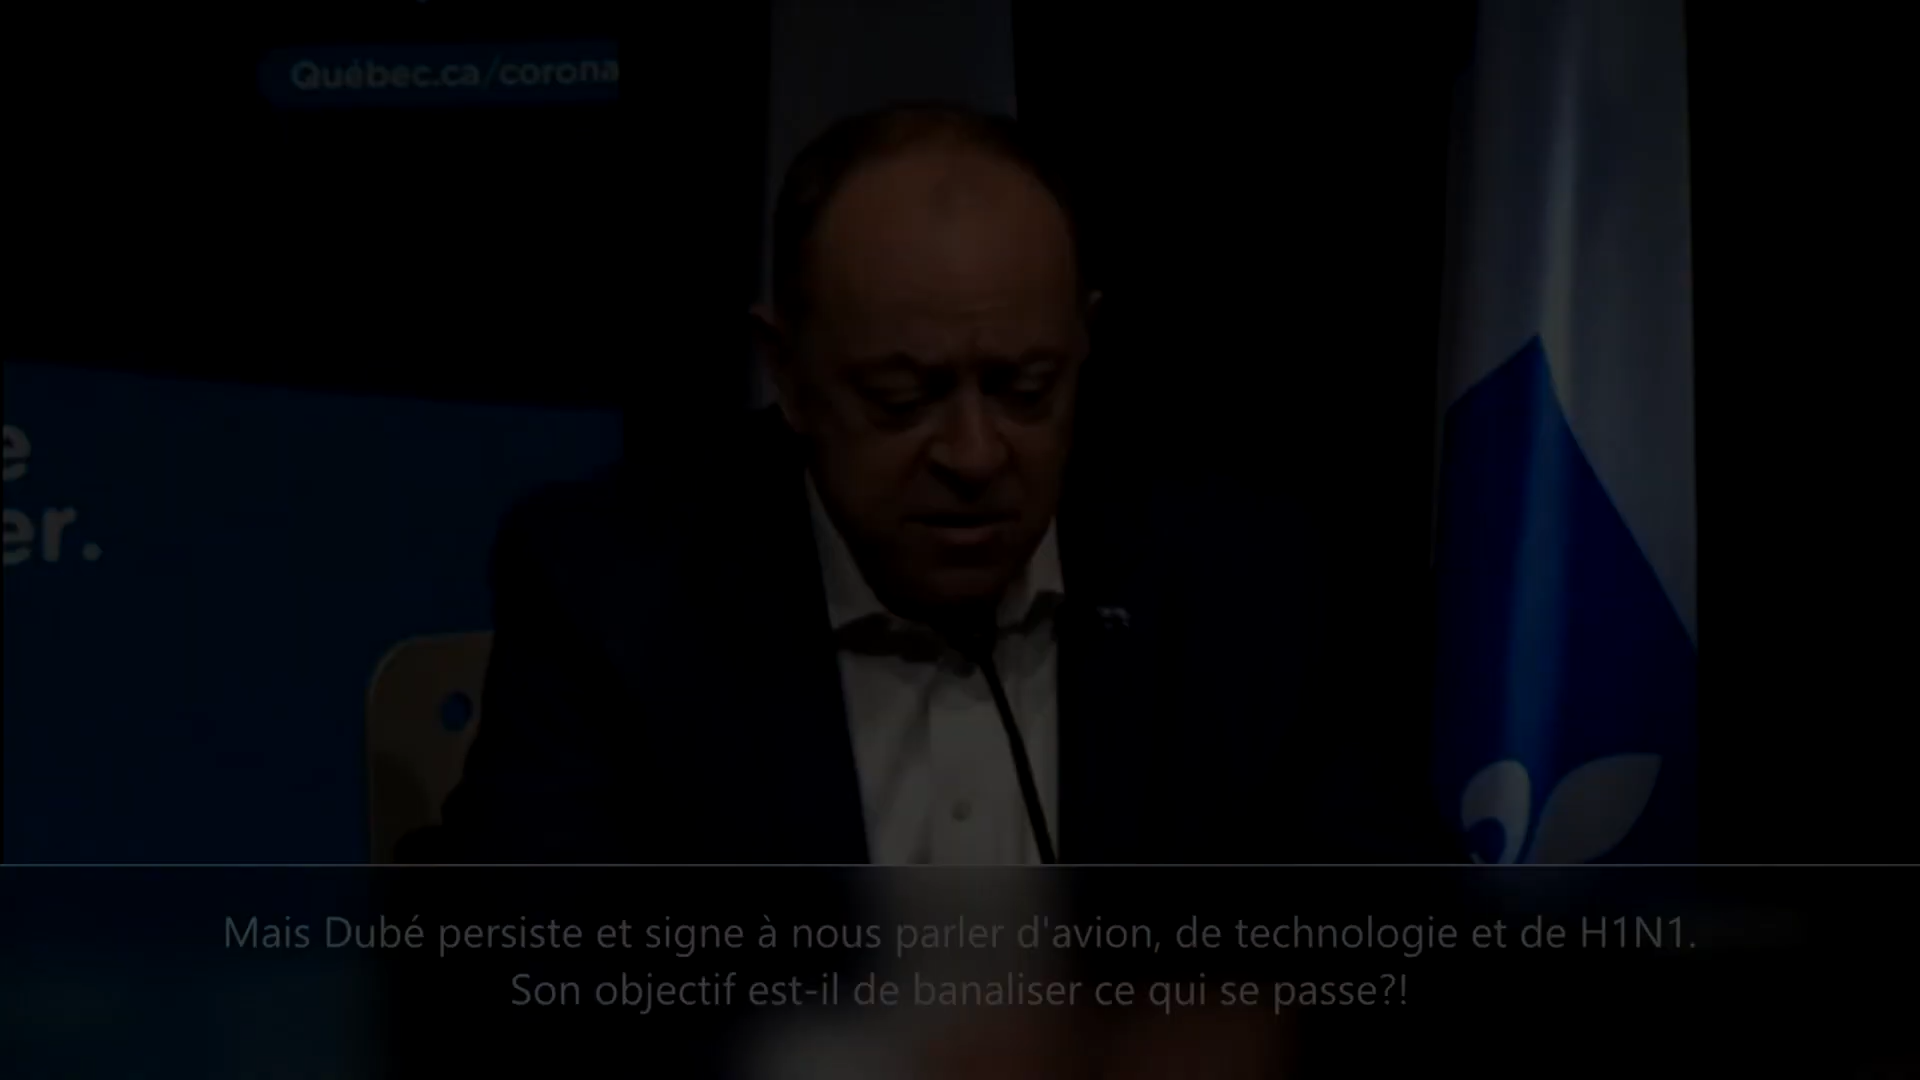 Québec.ca/corona
e
er.
Mais Dubé persiste et signe à nous parler d'avion, de technologie et de H1N1.
Son objectif est-il de banaliser ce qui se passe?!